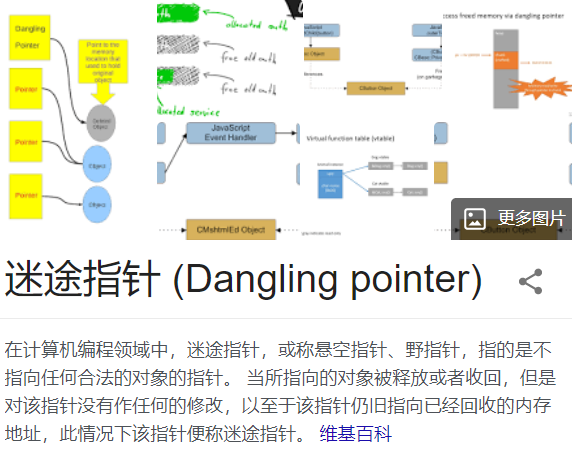 Dangling
Pointer
Point to the
memory
location that
used to hold
original
object.
Pointer
Pointer
Pointer
Deleted
Object
Object
Object
allocated auth
free old auth
free old auth
allocated service
JavaScript
Event Handler
CMshtmlEd Object
CButton Object
Virtual function table (vtable)
access freed memory via dangling pointer
更多图片
迷途指针 (Dangling pointer)
在计算机编程领域中，迷途指针，或称悬空指针、野指针，指的是不
指向任何合法的对象的指针。 当所指向的对象被释放或者收回，但是
对该指针没有作任何的修改，以至于该指针仍旧指向已经回收的内存
地址，此情况下该指针便称迷途指针。 维基百科